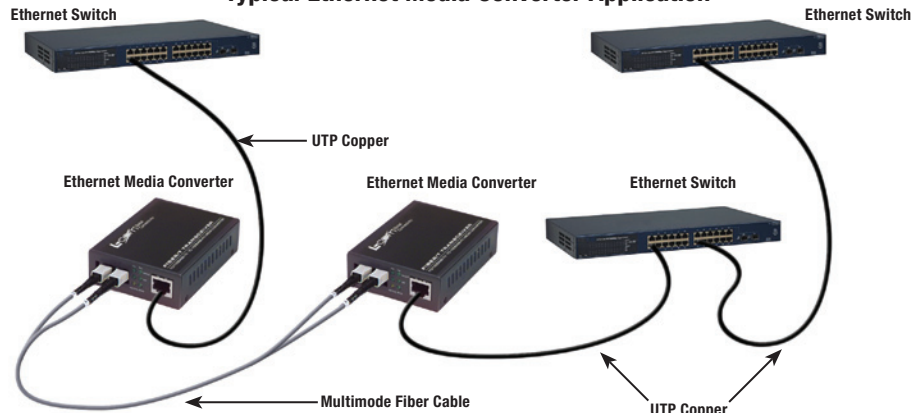 Typical Ethernet Media Converter Application
Ethernet Switch
Ethernet Switch
UTP Copper
Ethernet Media Converter
Ethernet Media Converter
Ethernet Switch
Multimode Fiber Cable
UTP Copper